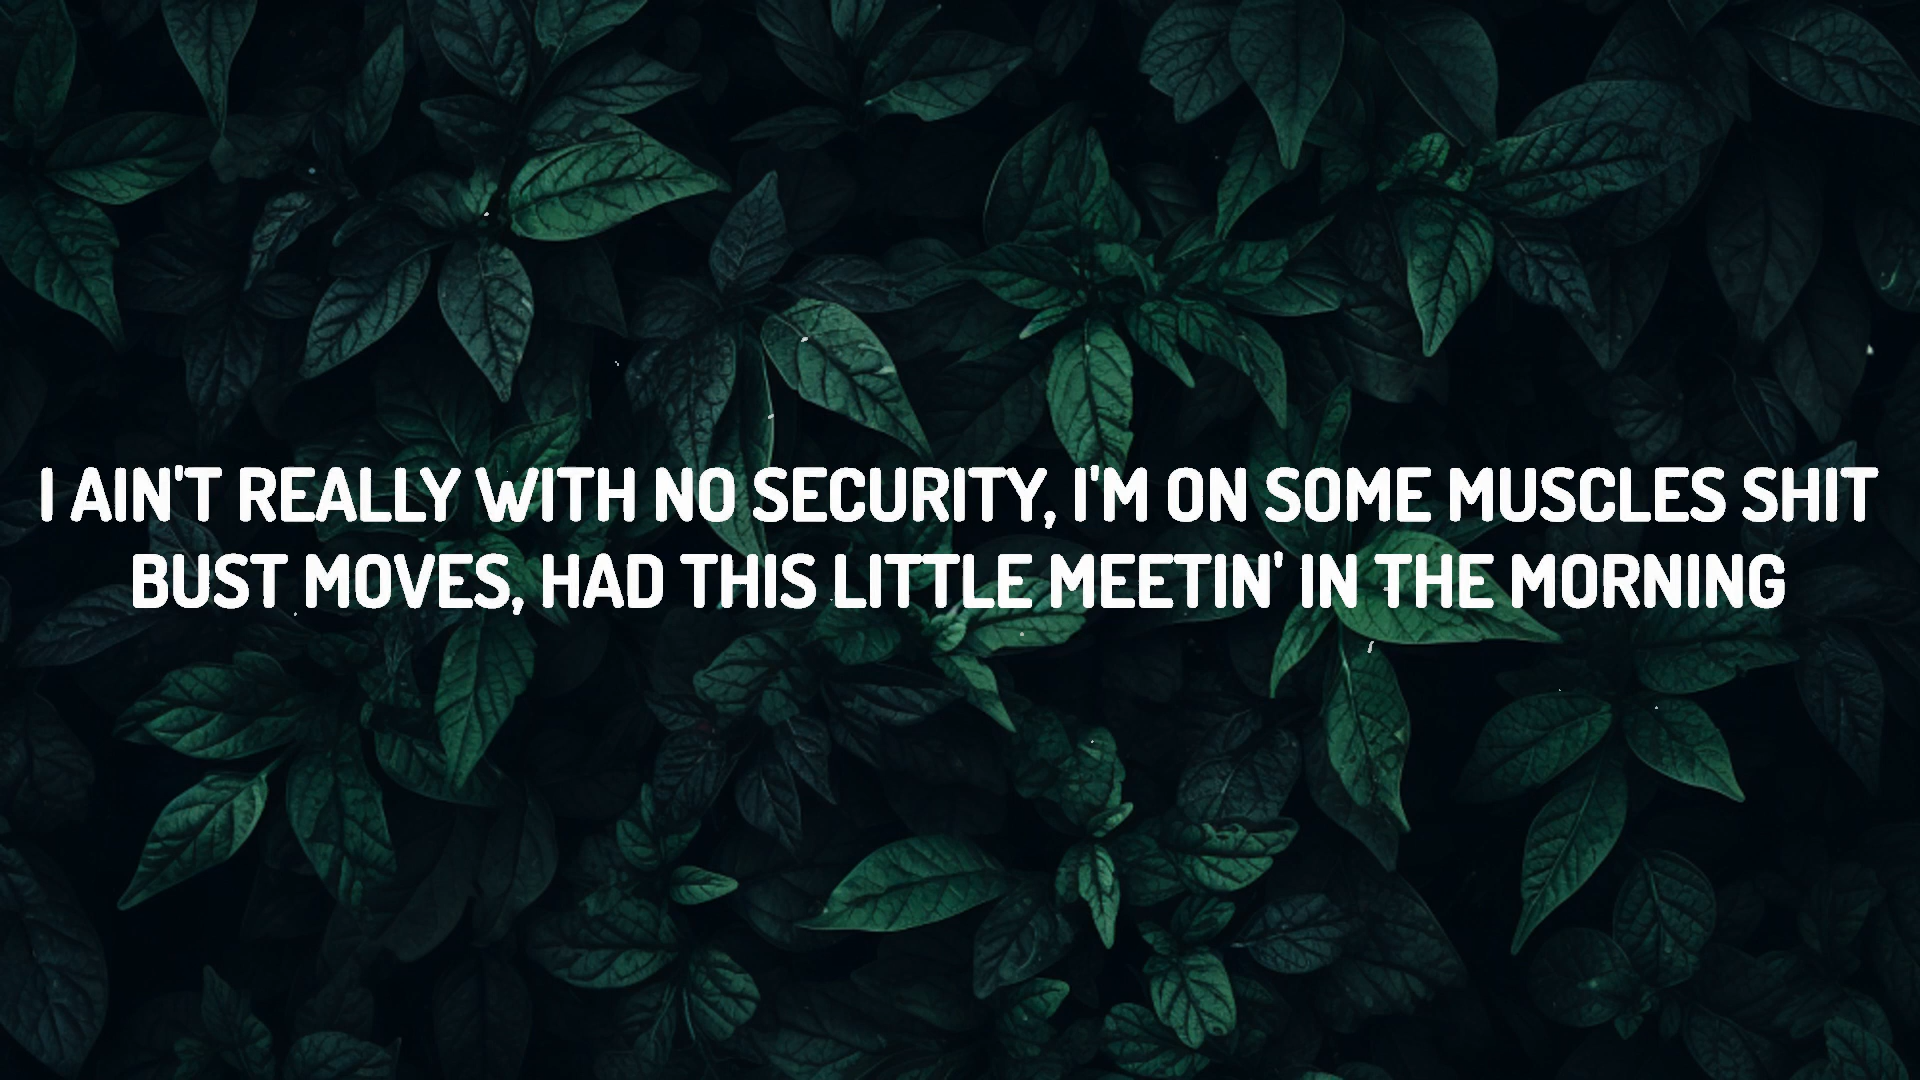 I AIN'T REALLY WITH NO SECURITY, I'M ON SOME MUSCLES SHIT
BUST MOVES, HAD THIS LITTLE MEETIN' IN THE MORNING